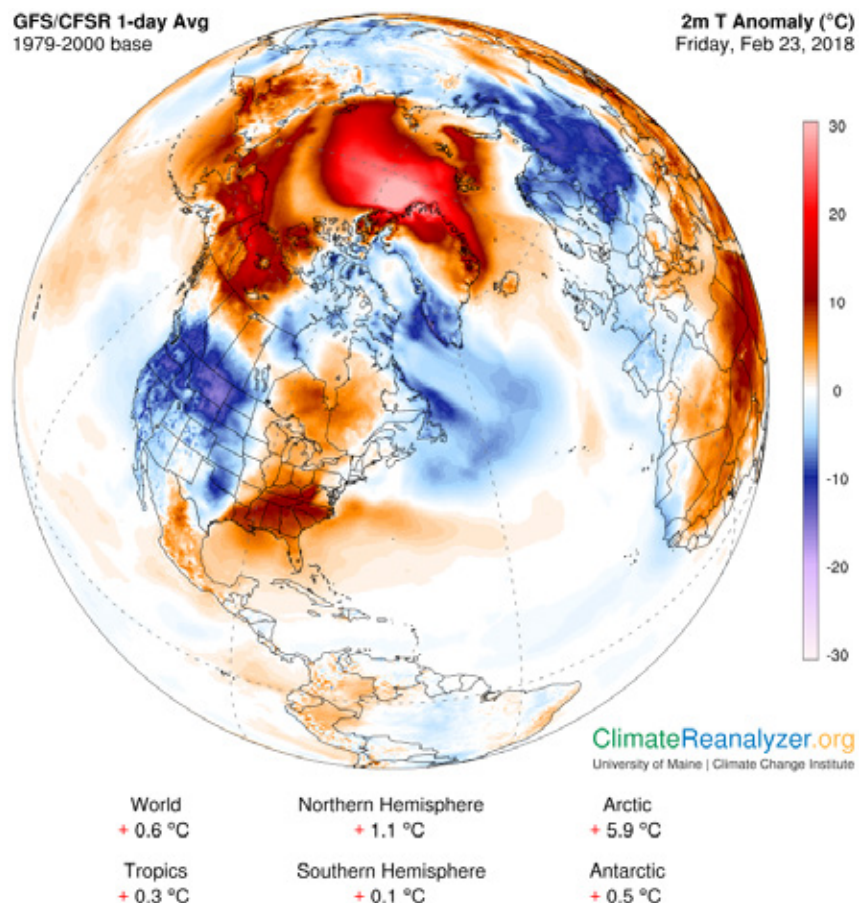 GFS/CFSR 1-day Avg
1979-2000 base
2m T Anomaly (°C)
Friday, Feb 23, 2018
30
20
10
0
-10
-20
-30
ClimateReanalyzer.org
University of Maine | Climate Change Institute
World
+ 0.6 °C
Northern Hemisphere
+ 1.1 °C
Arctic
+ 5.9 °C
Tropics
+ 0.3 °C
Southern Hemisphere
+ 0.1 °C
Antarctic
+ 0.5 °C